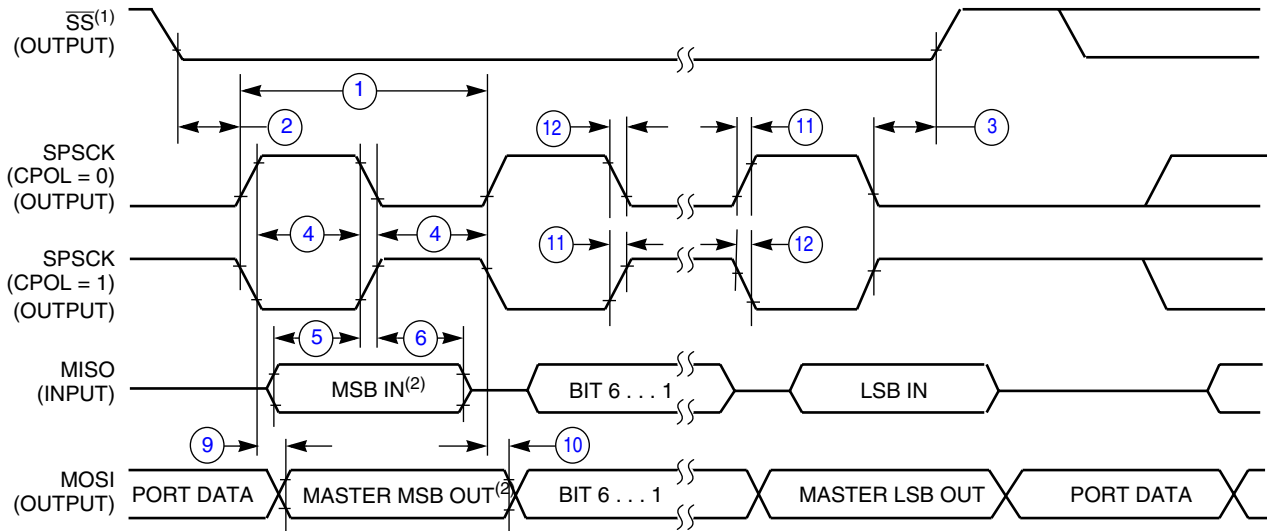 SS(1)
(OUTPUT)
1
2
12
11
3
SPSCK
(CPOL = 0)
(OUTPUT)
4
4
11
12
SPSCK
(CPOL = 1)
(OUTPUT)
5
6
MISO
(INPUT)
MSB IN(2)
BIT 6 . . . 1
LSB IN
9
10
MOSI
(OUTPUT)
PORT DATA
MASTER MSB OUT(2)
BIT 6 . . . 1
MASTER LSB OUT
PORT DATA